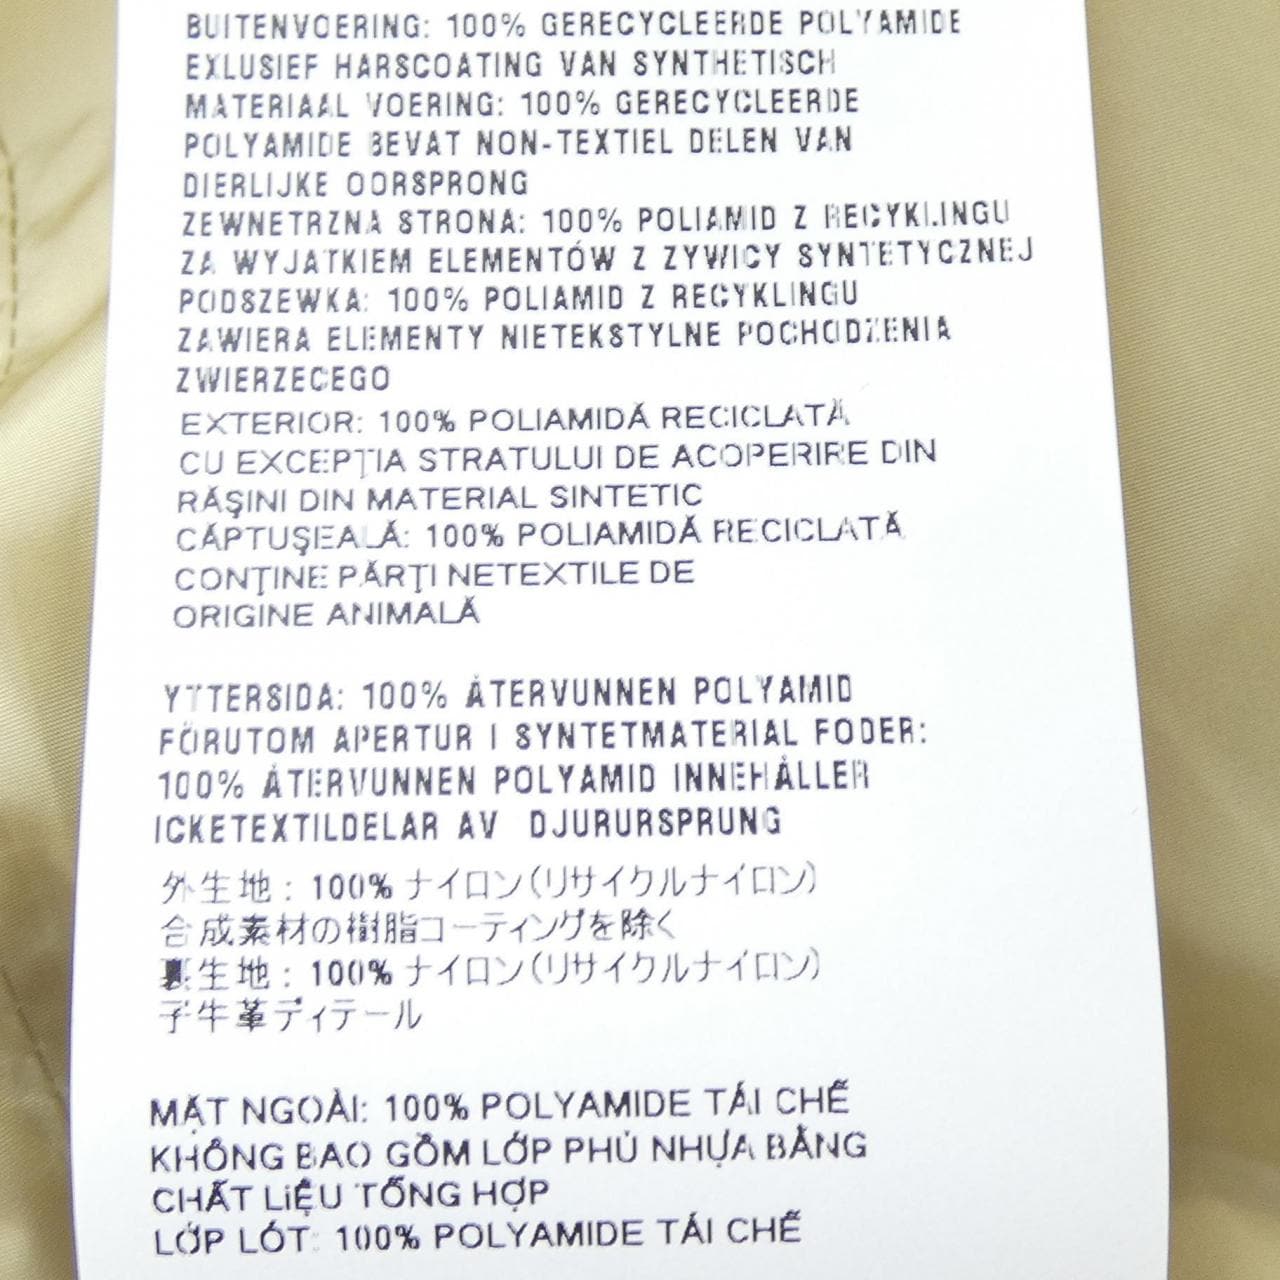 BUITENVOERING: 100% GERECYCLEERDE POLYAMIDE
EXLUSIEF HARSCOATING VAN SYNTHETISCH
MATERIAAL VOERING: 100% GERECYCLEERDE
POLYAMIDE BEVAT NON-TEXTIEL DELEN VAN
DIERLIJKE OORSPRONG
ZEWNETRZNA STRONA: 100% POLIAMID Z RECYKLINGU
ZA WYJATKIEM ELEMENTÓW Z ZYWICY SYNTETYCZNEJ
PODSZEWKA: 100% POLIAMID Z RECYKLINGU
ZAWIERA ELEMENTY NIETEKSTYLNE POCHODZENIA
ZWIERZECEGO
EXTERIOR: 100% POLIAMIDĂ RECICLATĂ
CU EXCEPŢIA STRATULUI DE ACOPERIRE DIN
RĂŞINI DIN MATERIAL SINTETIC
CĂPTUŞEALĂ: 100% POLIAMIDĂ RECICLATĂ
CONŢINE PĂRŢI NETEXTILE DE
ORIGINE ANIMALĂ
YTTERSIDA: 100% ÅTERVUNNEN POLYAMID
FÖRUTOM APERTUR I SYNTETMATERIAL FODER:
100% ÅTERVUNNEN POLYAMID INNEHÅLLER
ICKETEXTILDELAR AV DJURURSPRUNG
外生地：100% ナイロン(リサイクルナイロン)
合成素材の樹脂コーティングを除く
裏生地：100% ナイロン(リサイクルナイロン)
子牛革ディテール
MẶT NGOÀI: 100% POLYAMIDE TÁI CHẾ
KHÔNG BAO GỒM LỚP PHỦ NHỰA BẰNG
CHẤT LIỆU TỔNG HỢP
LỚP LÓT: 100% POLYAMIDE TÁI CHẾ